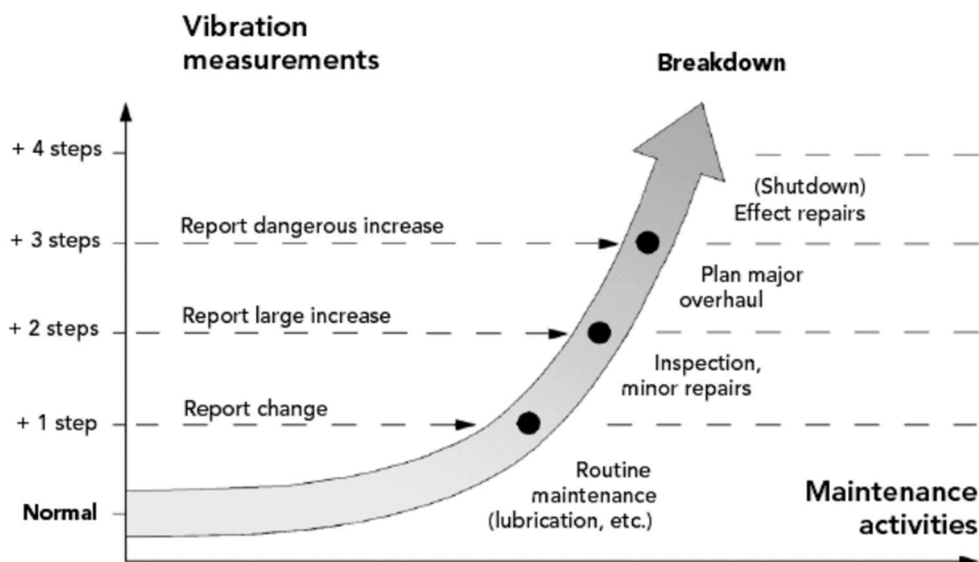 Vibration
measurements
Breakdown
+ 4 steps
(Shutdown)
Effect repairs
Report dangerous increase
+ 3 steps
Plan major
overhaul
Report large increase
+ 2 steps
Inspection,
minor repairs
Report change
+ 1 step
Routine
maintenance
(lubrication, etc.)
Normal
Maintenance
activities